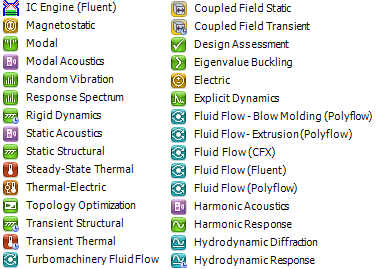 IC Engine (Fluent)
Magnetostatic
Modal
Modal Acoustics
Random Vibration
Response Spectrum
Rigid Dynamics
Static Acoustics
Static Structural
Steady-State Thermal
Thermal-Electric
Topology Optimization
Transient Structural
Transient Thermal
Turbomachinery Fluid Flow
Coupled Field Static
Coupled Field Transient
Design Assessment
Eigenvalue Buckling
Electric
Explicit Dynamics
Fluid Flow - Blow Molding (Polyflow)
Fluid Flow - Extrusion (Polyflow)
Fluid Flow (CFX)
Fluid Flow (Fluent)
Fluid Flow (Polyflow)
Harmonic Acoustics
Harmonic Response
Hydrodynamic Diffraction
Hydrodynamic Response